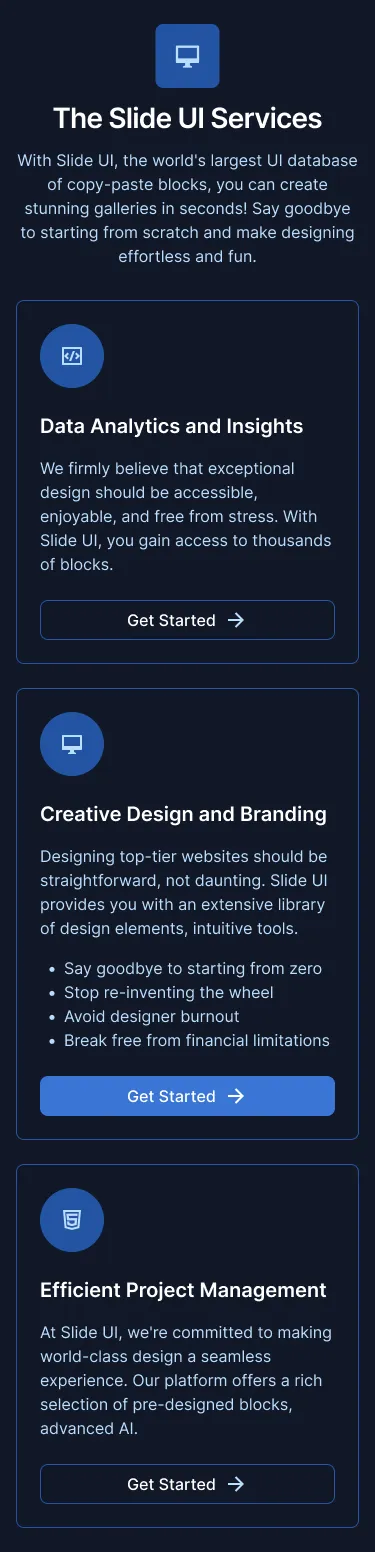 The Slide UI Services
With Slide UI, the world's largest UI database
of copy-paste blocks, you can create
stunning galleries in seconds! Say goodbye
to starting from scratch and make designing
effortless and fun.
Data Analytics and Insights
We firmly believe that exceptional
design should be accessible,
enjoyable, and free from stress. With
Slide UI, you gain access to thousands
of blocks.
Get Started
Creative Design and Branding
Designing top-tier websites should be
straightforward, not daunting. Slide UI
provides you with an extensive library
of design elements, intuitive tools.
• Say goodbye to starting from zero
• Stop re-inventing the wheel
• Avoid designer burnout
• Break free from financial limitations
Get Started
Efficient Project Management
At Slide UI, we're committed to making
world-class design a seamless
experience. Our platform offers a rich
selection of pre-designed blocks,
advanced AI.
Get Started